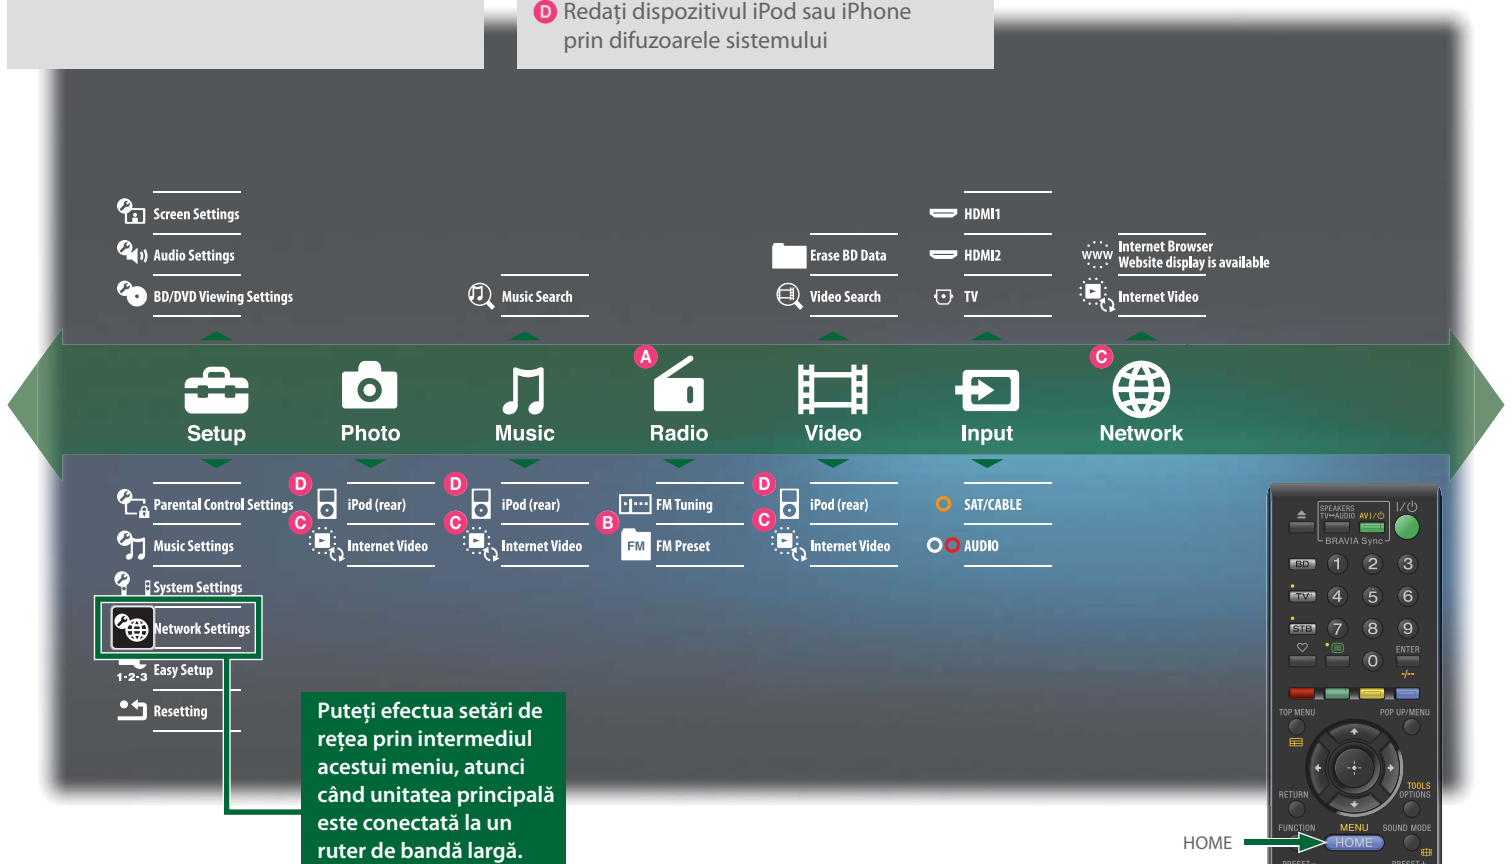 D Redați dispozitivul iPod sau iPhone
prin difuzoarele sistemului
Screen Settings
Audio Settings
BD/DVD Viewing Settings
Music Search
Erase BD Data
Video Search
HDMI1
HDMI2
TV
www Internet Browser
Website display is available
Internet Video
A
C
Setup
Photo
Music
Radio
Video
Input
Network
Parental Control Settings
Music Settings
System Settings
Network Settings
1-2-3 Easy Setup
Resetting
D iPod (rear)
C Internet Video
D iPod (rear)
C Internet Video
FM Tuning
B FM FM Preset
D iPod (rear)
C Internet Video
SAT/CABLE
AUDIO
Puteți efectua setări de
rețea prin intermediul
acestui meniu, atunci
când unitatea principală
este conectată la un
ruter de bandă largă.
HOME
SPEAKERS
TV↔AUDIO AV I/⏻ I/⏻
BRAVIA Sync
BD 1 2 3
TV 4 5 6
STB 7 8 9
0 ENTER
-/--
TOP MENU POP UP/MENU
TOOLS
RETURN OPTIONS
FUNCTION MENU SOUND MODE
HOME
PRESET– PRESET+